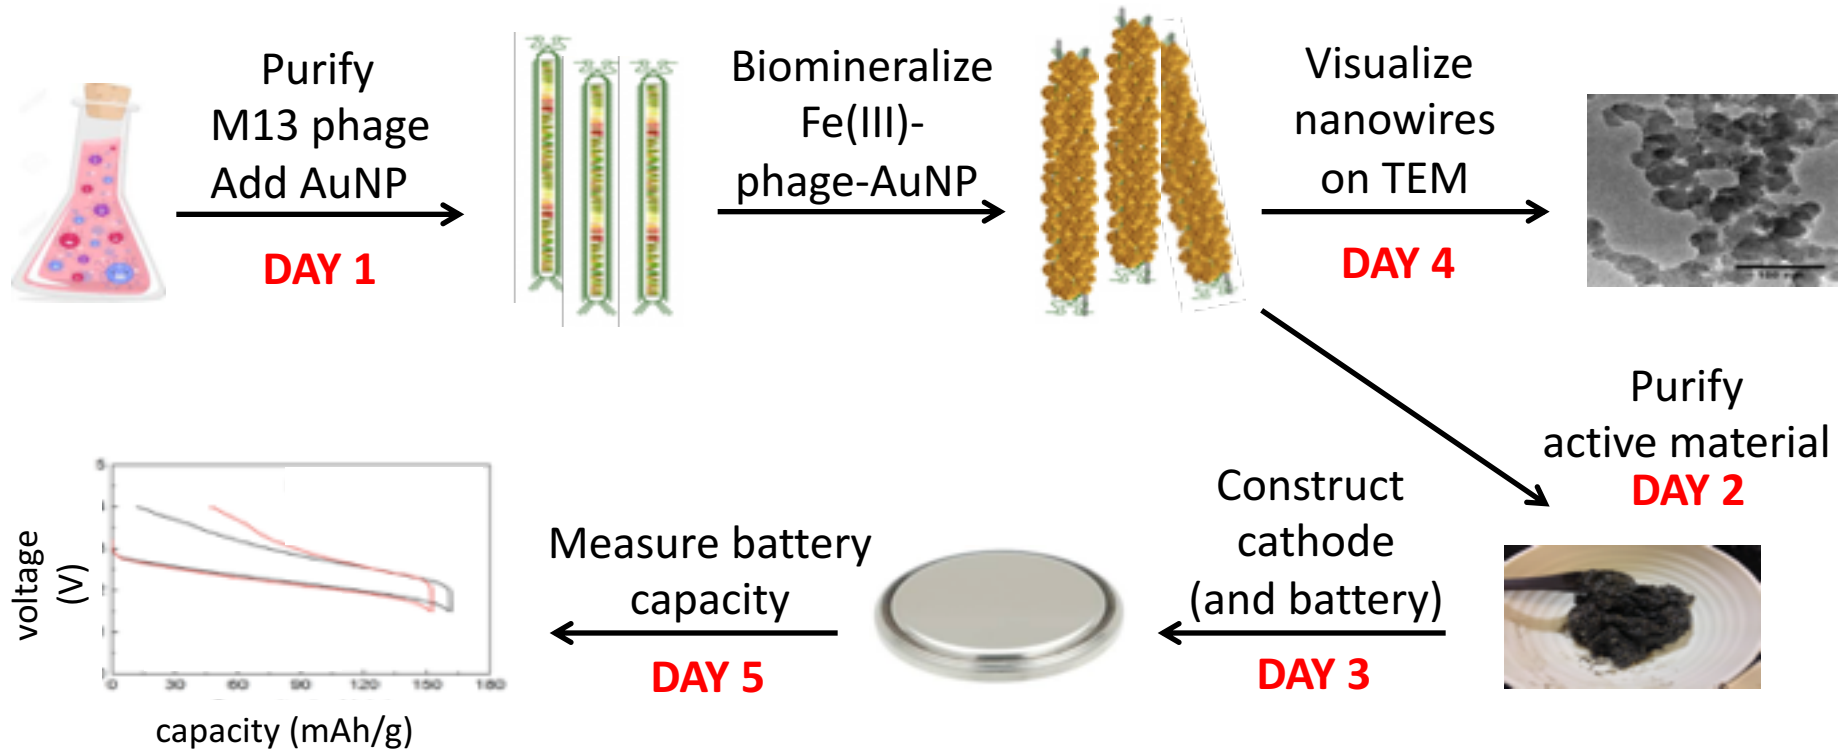 Purify
M13 phage
Add AuNP
DAY 1
Biomineralize
Fe(III)-
phage-AuNP
Visualize
nanowires
on TEM
DAY 4
Purify
active material
DAY 2
Construct
cathode
(and battery)
DAY 3
Measure battery
capacity
DAY 5
voltage
(V)
5
0 30 60 90 120 150 180
capacity (mAh/g)